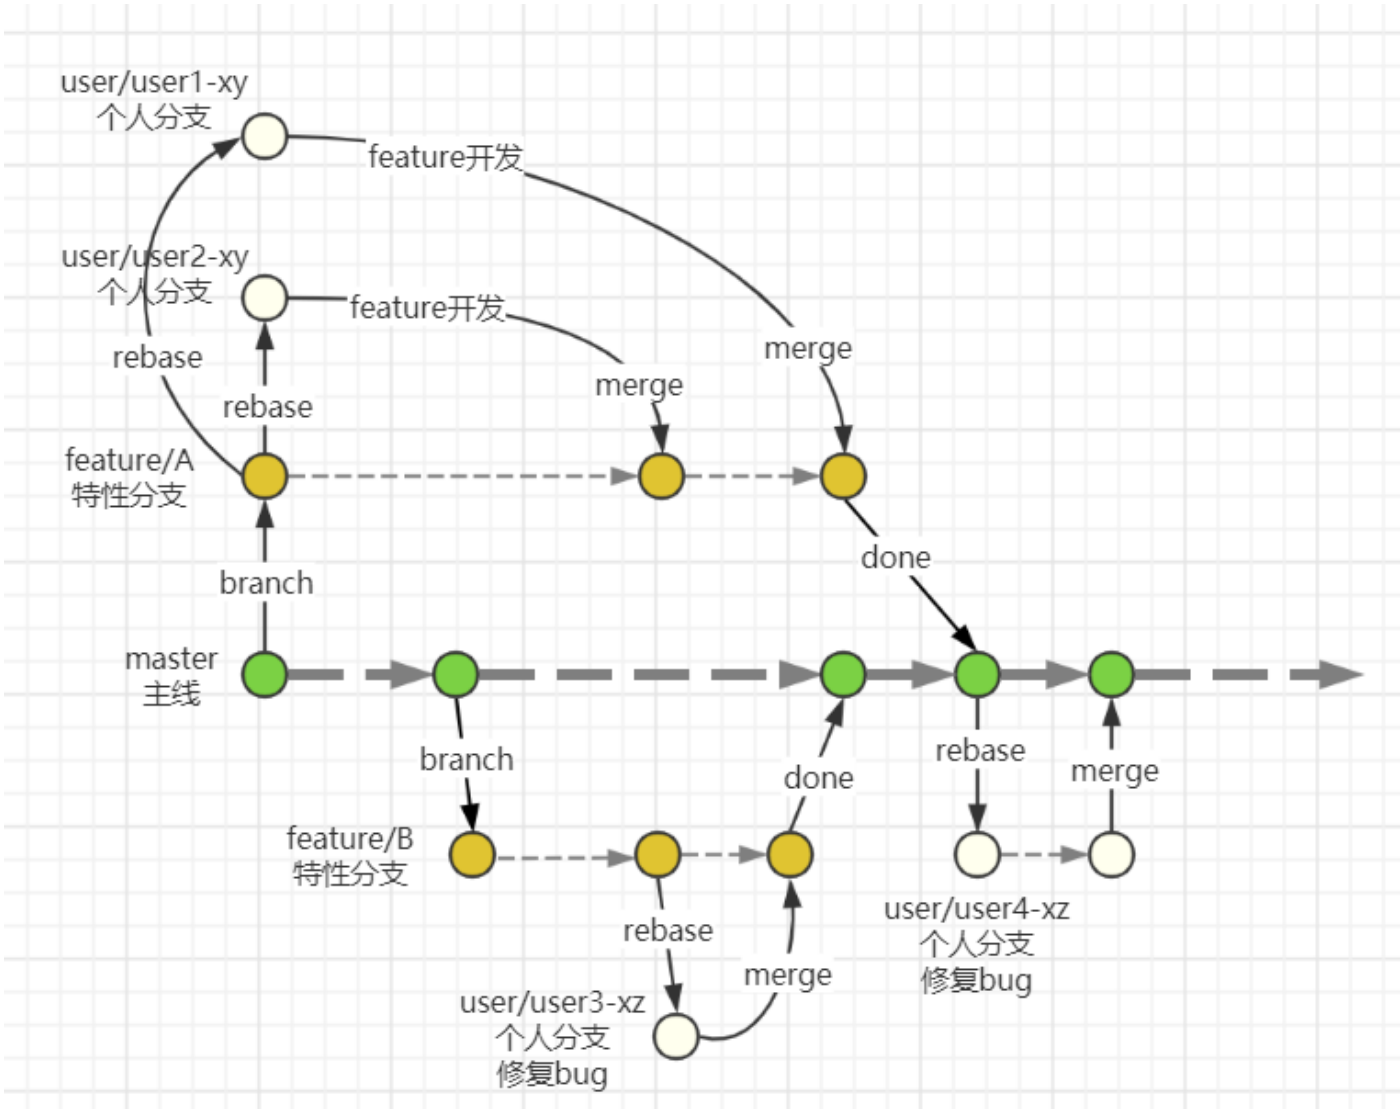 user/user1-xy
个人分支
feature开发
user/user2-xy
个人分支
feature开发
merge
rebase
merge
rebase
feature/A
特性分支
done
branch
master
主线
branch
rebase
merge
done
feature/B
特性分支
user/user4-xz
个人分支
修复bug
rebase
merge
user/user3-xz
个人分支
修复bug